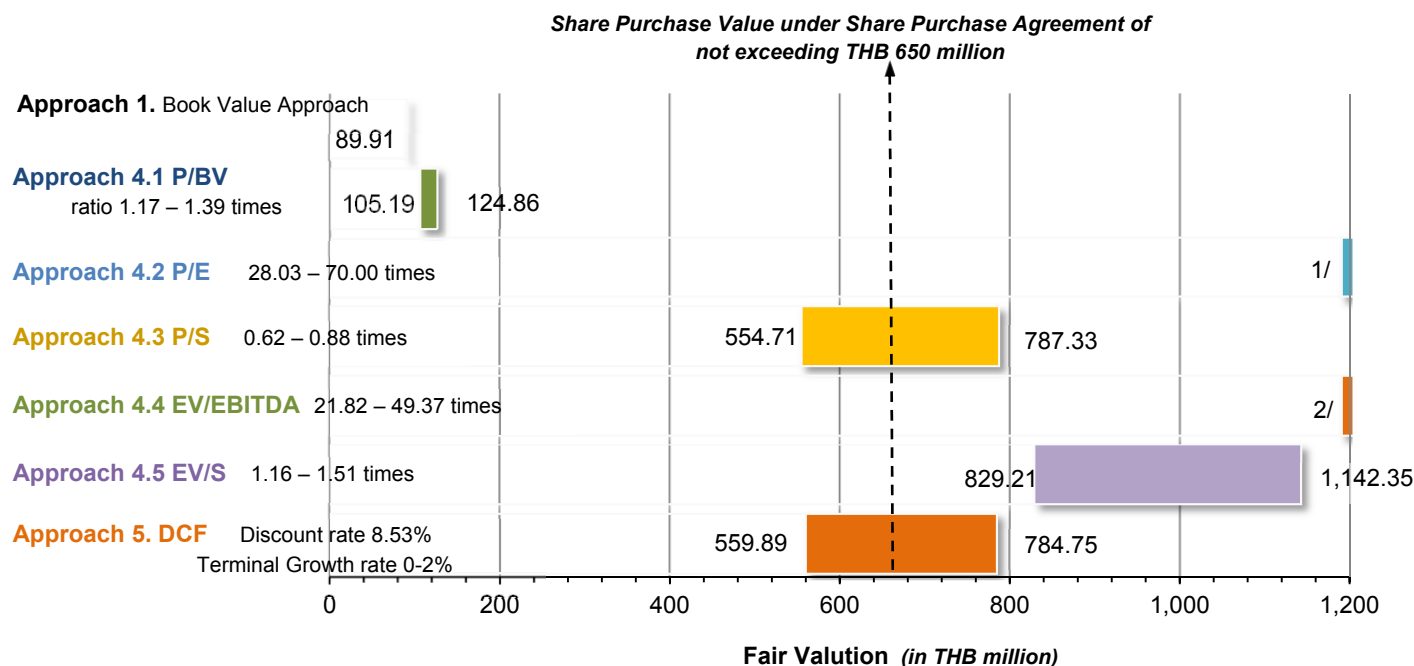 Share Purchase Value under Share Purchase Agreement of
not exceeding THB 650 million
Approach 1. Book Value Approach
89.91
Approach 4.1 P/BV
ratio 1.17 – 1.39 times
105.19 124.86
Approach 4.2 P/E 28.03 – 70.00 times 1/
Approach 4.3 P/S 0.62 – 0.88 times 554.71 787.33
Approach 4.4 EV/EBITDA 21.82 – 49.37 times 2/
Approach 4.5 EV/S 1.16 – 1.51 times 829.21 1,142.35
Approach 5. DCF Discount rate 8.53% 559.89 784.75
Terminal Growth rate 0-2%
0 200 400 600 800 1,000 1,200
Fair Valution (in THB million)